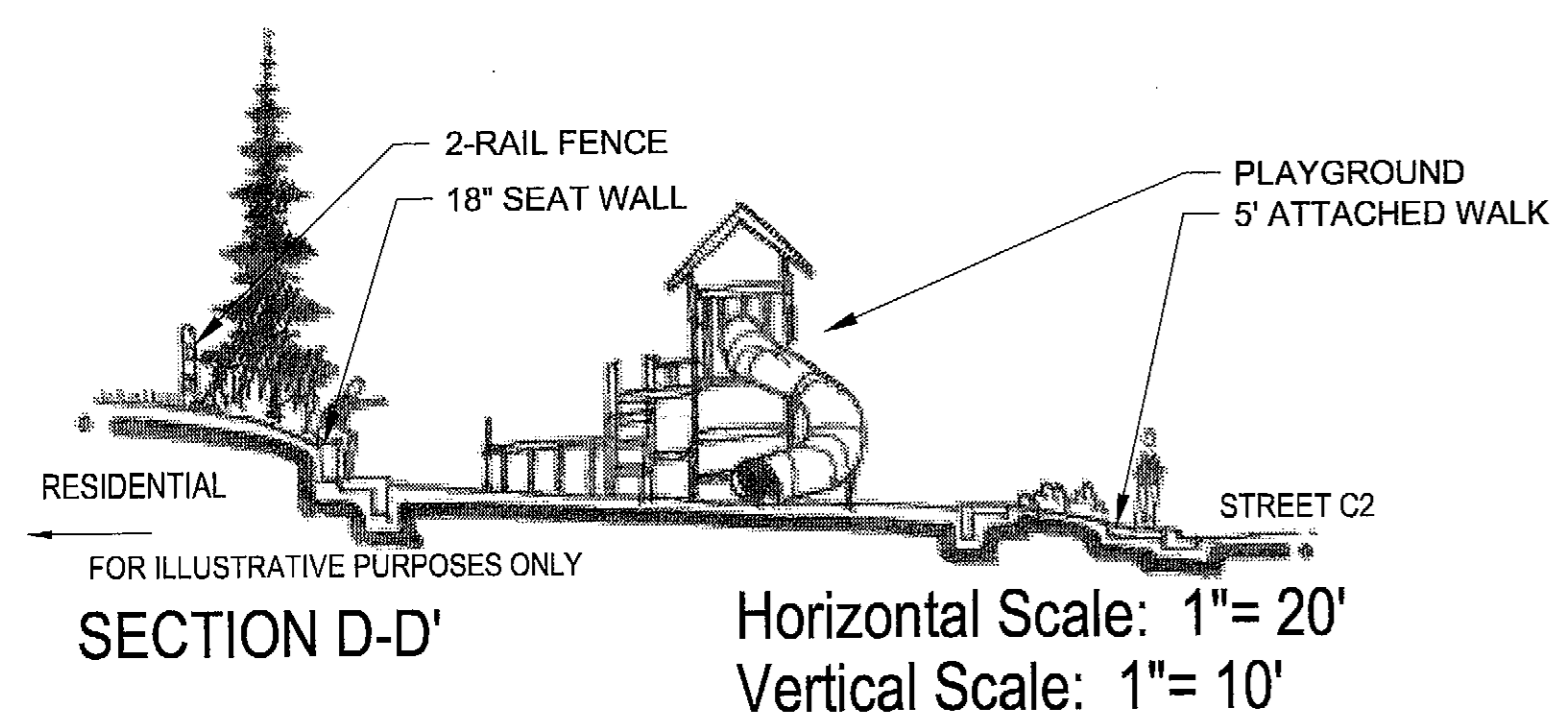 2-RAIL FENCE
18" SEAT WALL
PLAYGROUND
5' ATTACHED WALK
RESIDENTIAL
STREET C2
FOR ILLUSTRATIVE PURPOSES ONLY
SECTION D-D'
Horizontal Scale: 1"= 20'
Vertical Scale: 1"= 10'